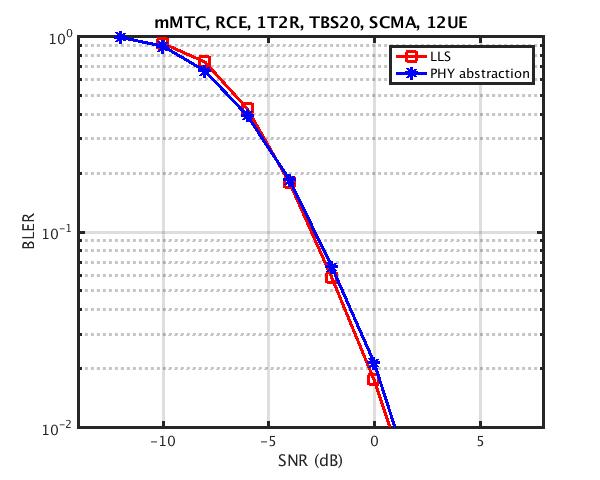 mMTC, RCE, 1T2R, TBS20, SCMA, 12UE
10^0
LLS
PHY abstraction
BLER
10^-1
10^-2
-10
-5
0
5
SNR (dB)